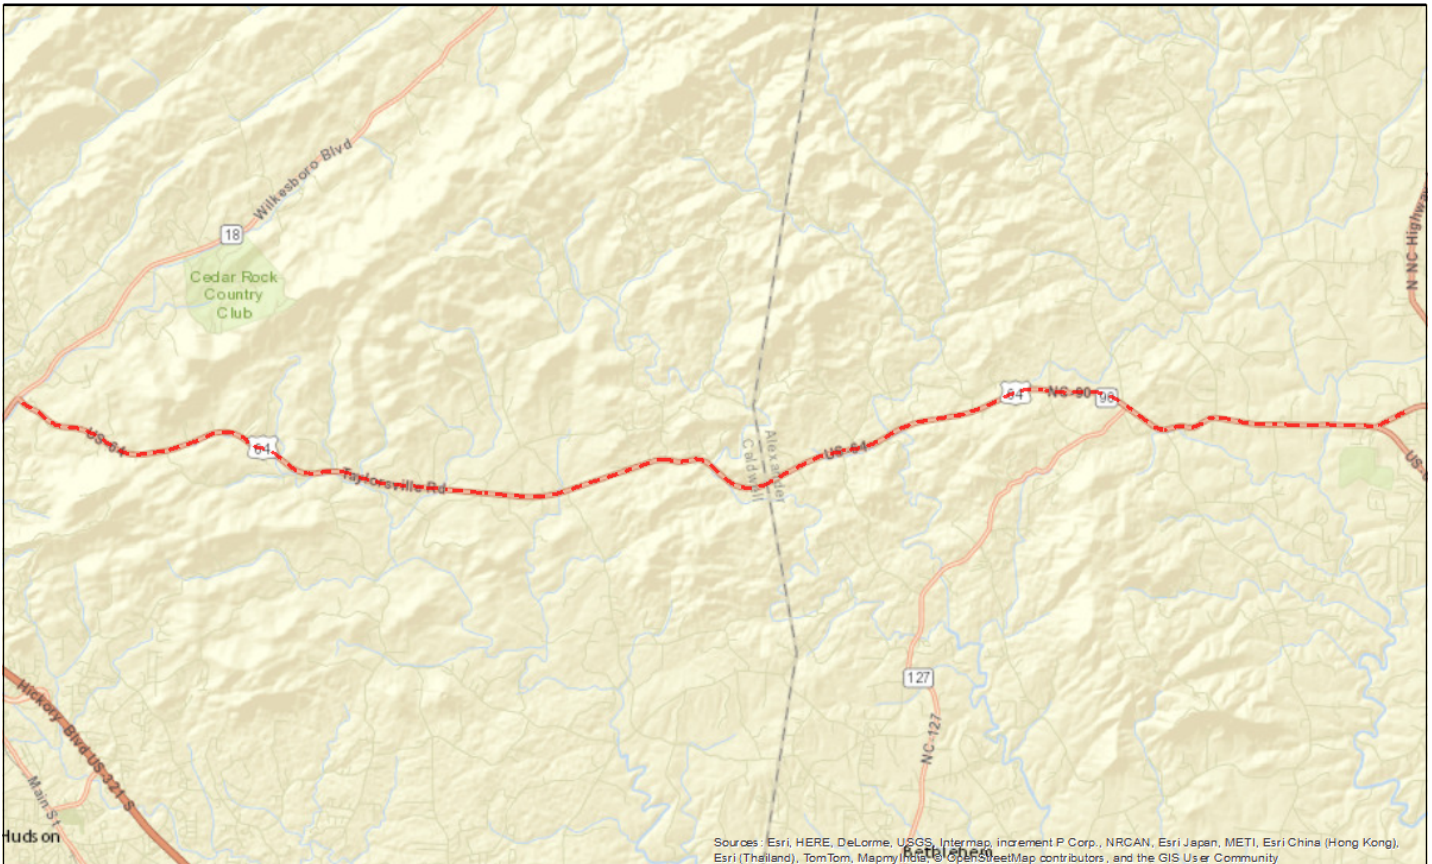 Wilkesboro Blvd
18
Cedar Rock
Country
Club
N NC Highway
64
NC-90
90
US-64
64
Taylorsville Rd
US-64
Alexander
Caldwell
US-
127
NC-127
Hickory Blvd US 321 S
Main St
Hudson
Bethlehem
Sources: Esri, HERE, DeLorme, USGS, Intermap, increment P Corp., NRCAN, Esri Japan, METI, Esri China (Hong Kong),
Esri (Thailand), TomTom, MapmyIndia, © OpenStreetMap contributors, and the GIS User Community